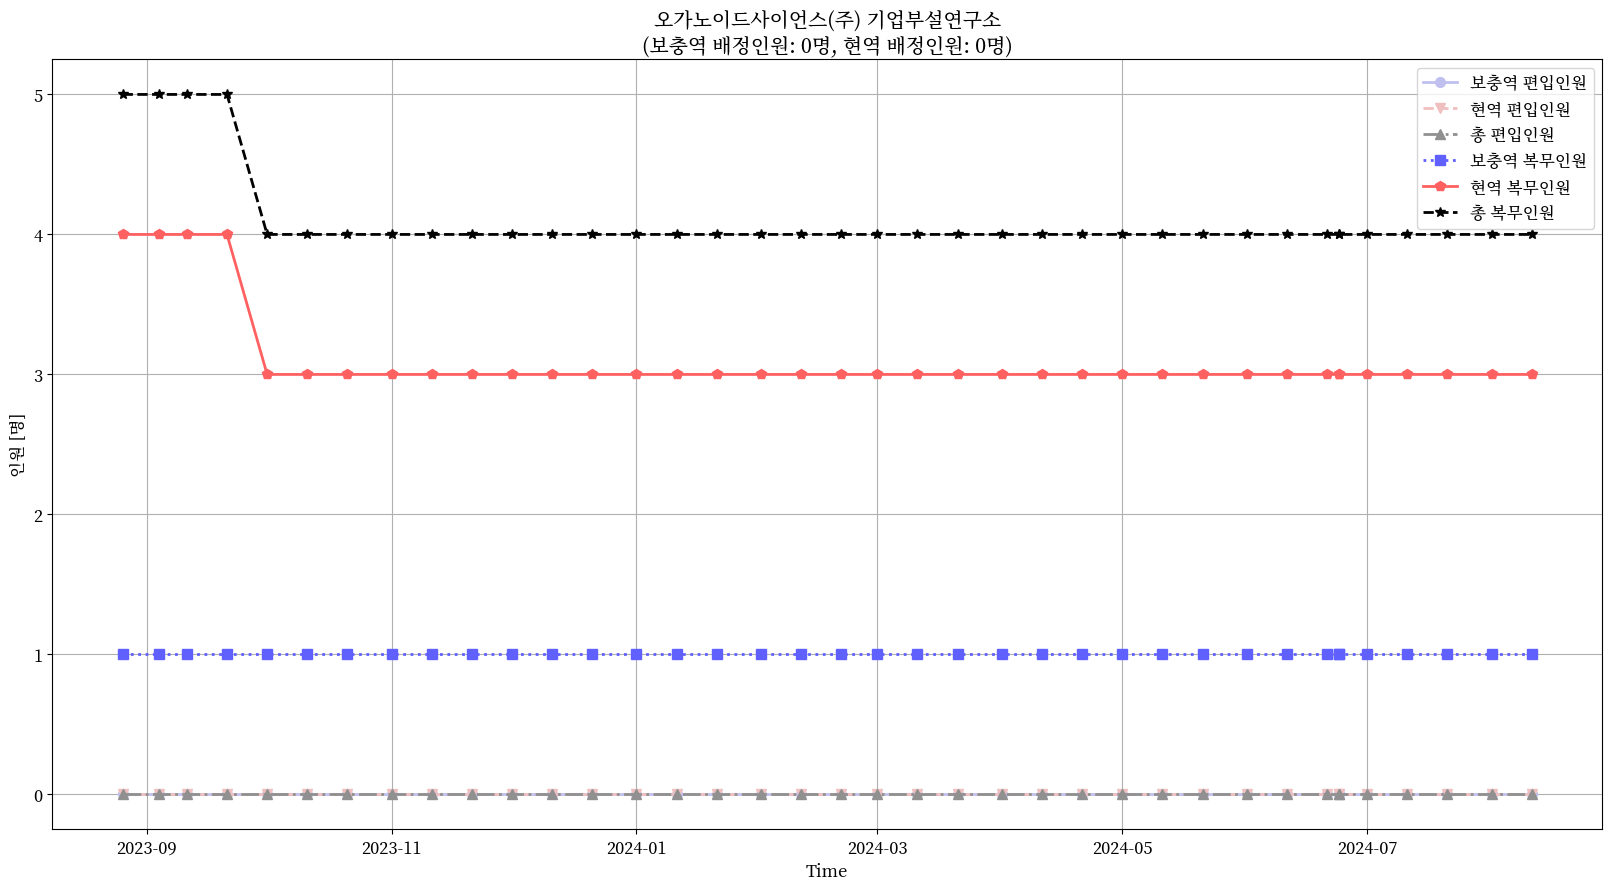 오가노이드사이언스(주) 기업부설연구소
(보충역 배정인원: 0명, 현역 배정인원: 0명)
보충역 편입인원
현역 편입인원
총 편입인원
보충역 복무인원
현역 복무인원
총 복무인원
인원 [명]
5
4
3
2
1
0
2023-09
2023-11
2024-01
2024-03
2024-05
2024-07
Time